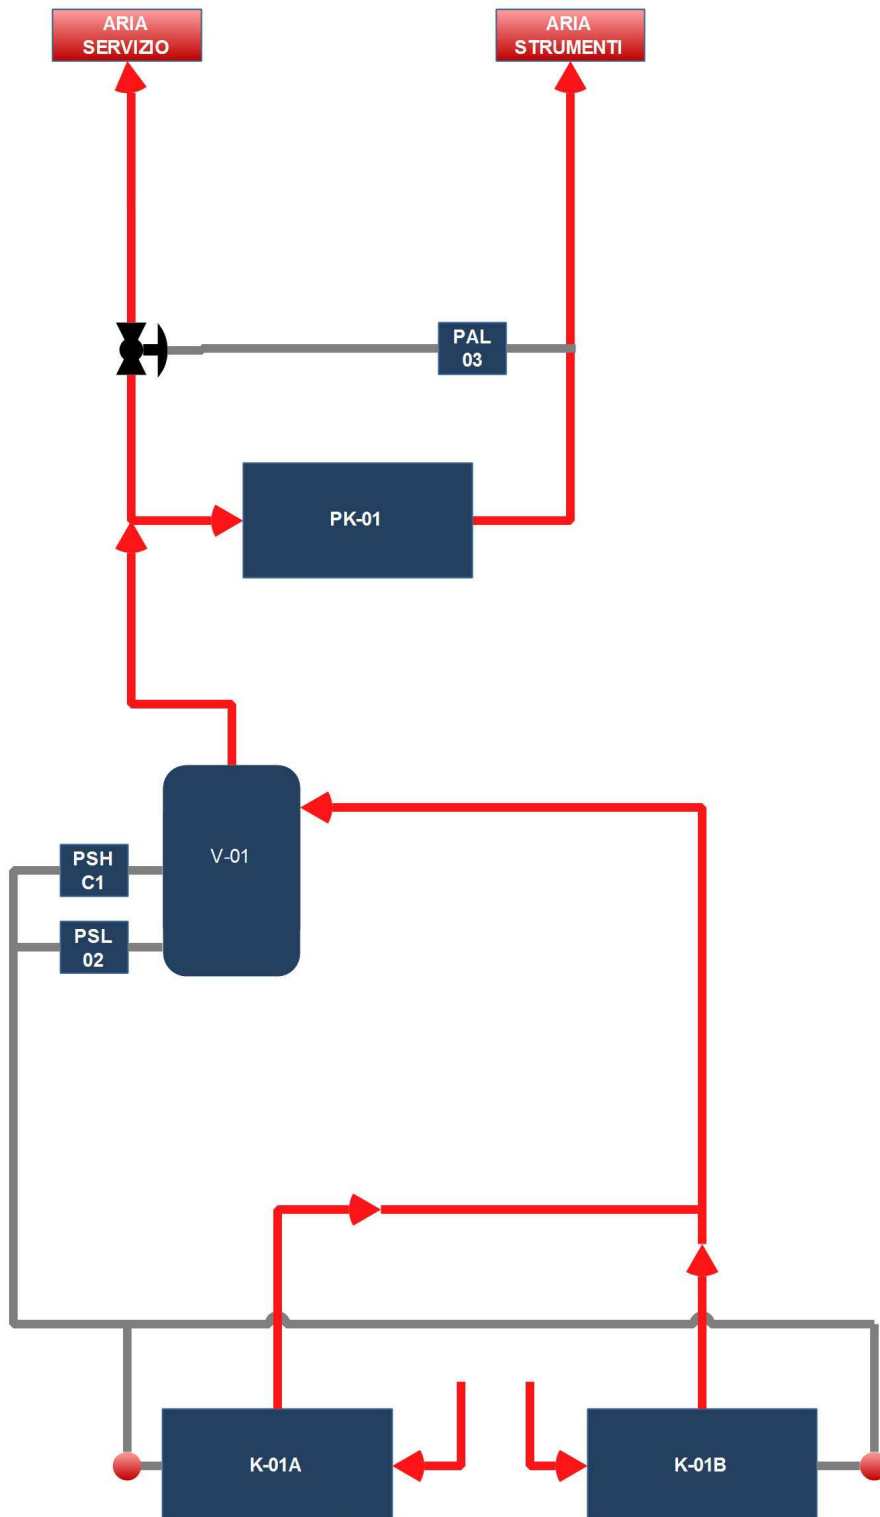 ARIA
SERVIZIO
ARIA
STRUMENTI
PAL
03
PK-01
V-01
PSH
C1
PSL
02
K-01A
K-01B